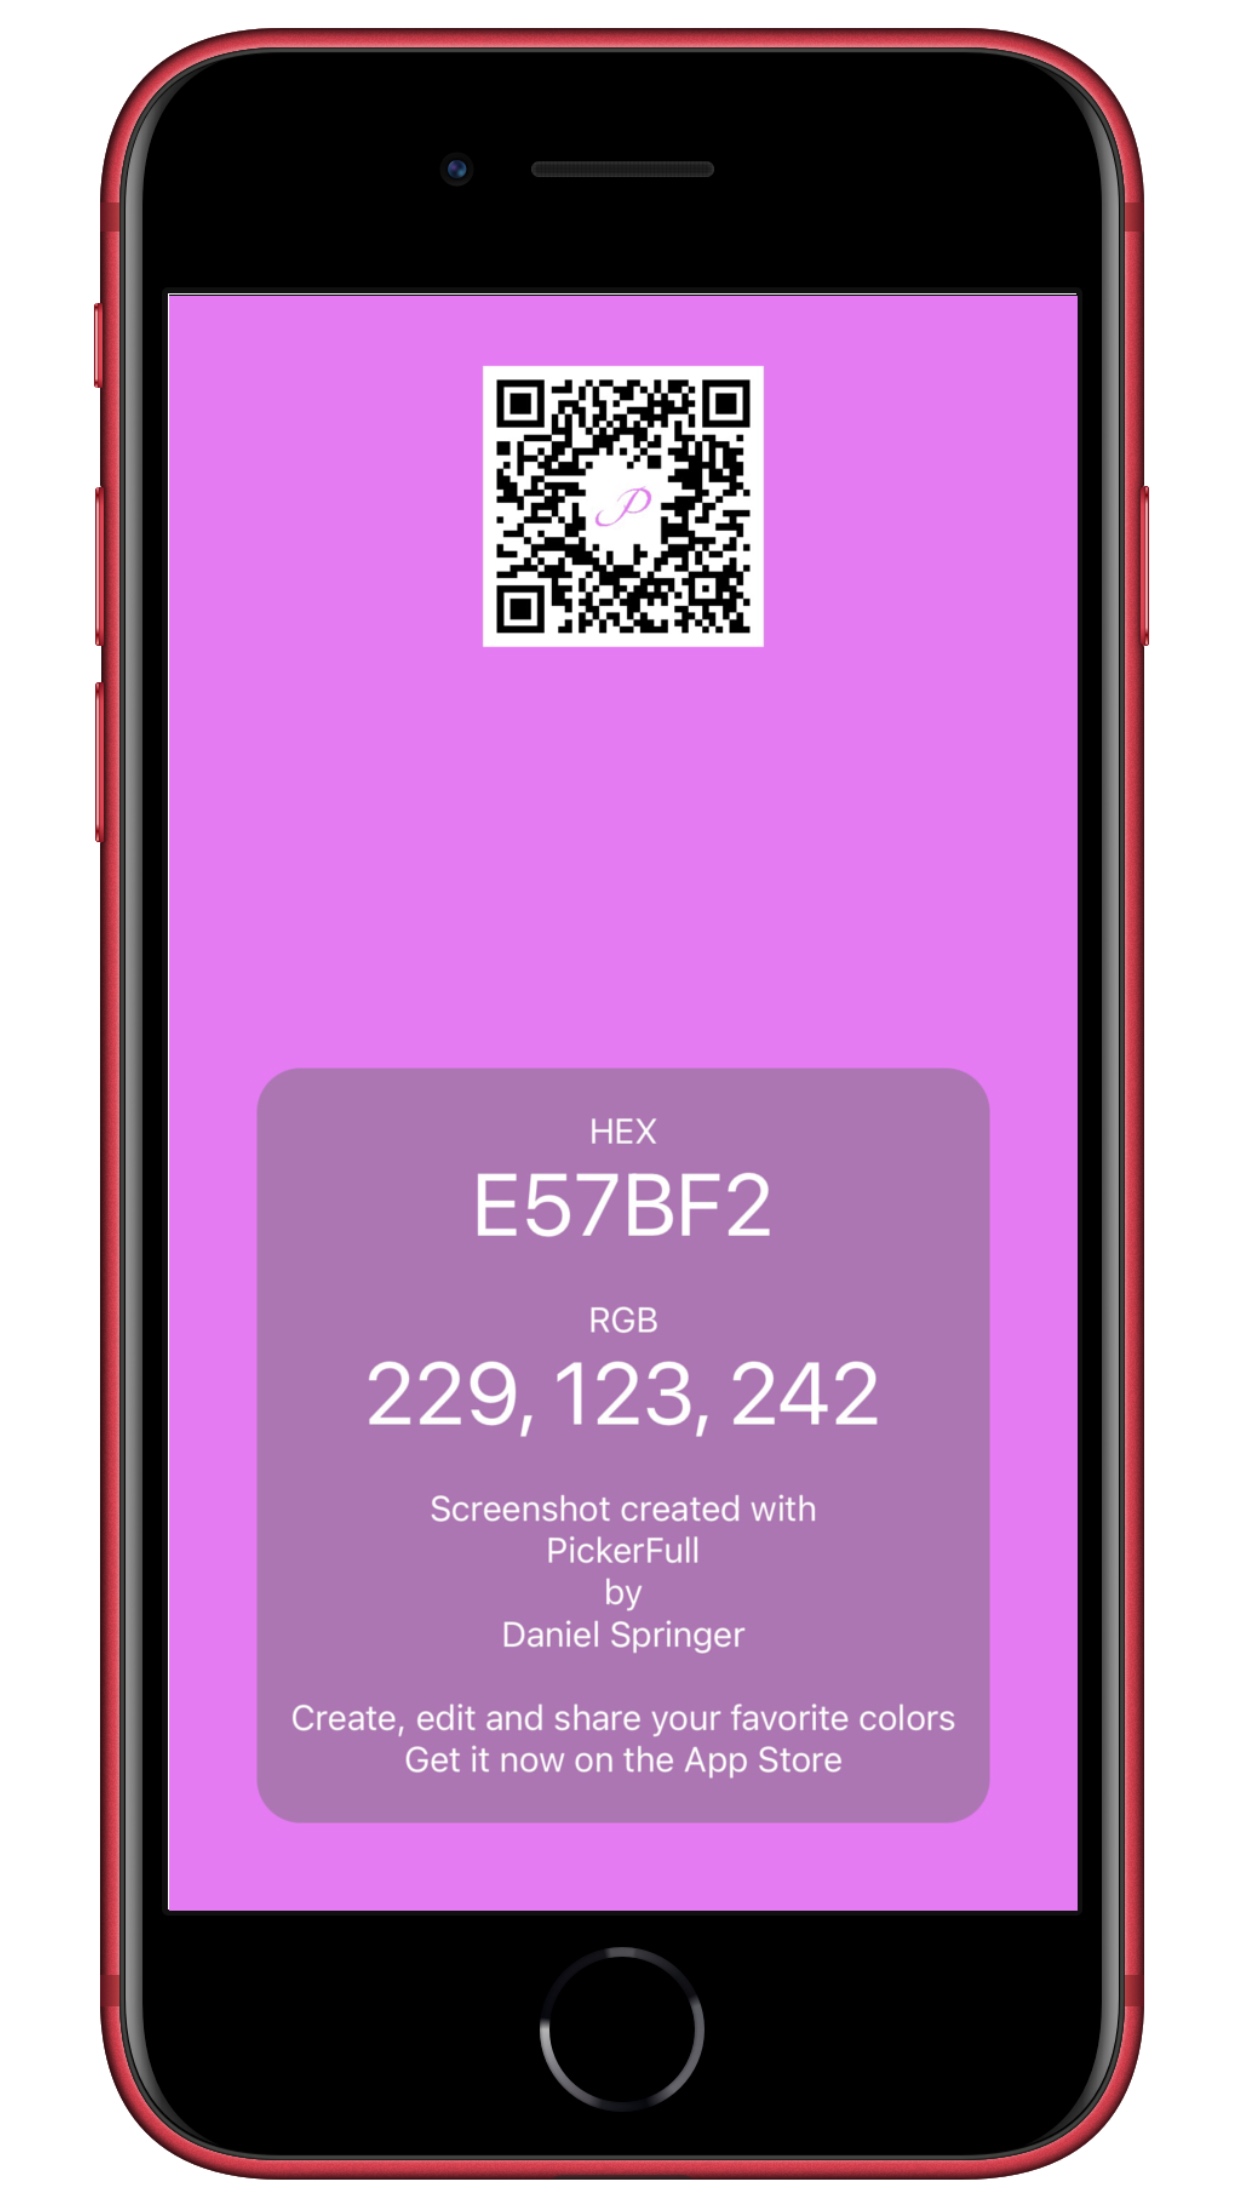 P
HEX
E57BF2
RGB
229, 123, 242
Screenshot created with
PickerFull
by
Daniel Springer
Create, edit and share your favorite colors
Get it now on the App Store